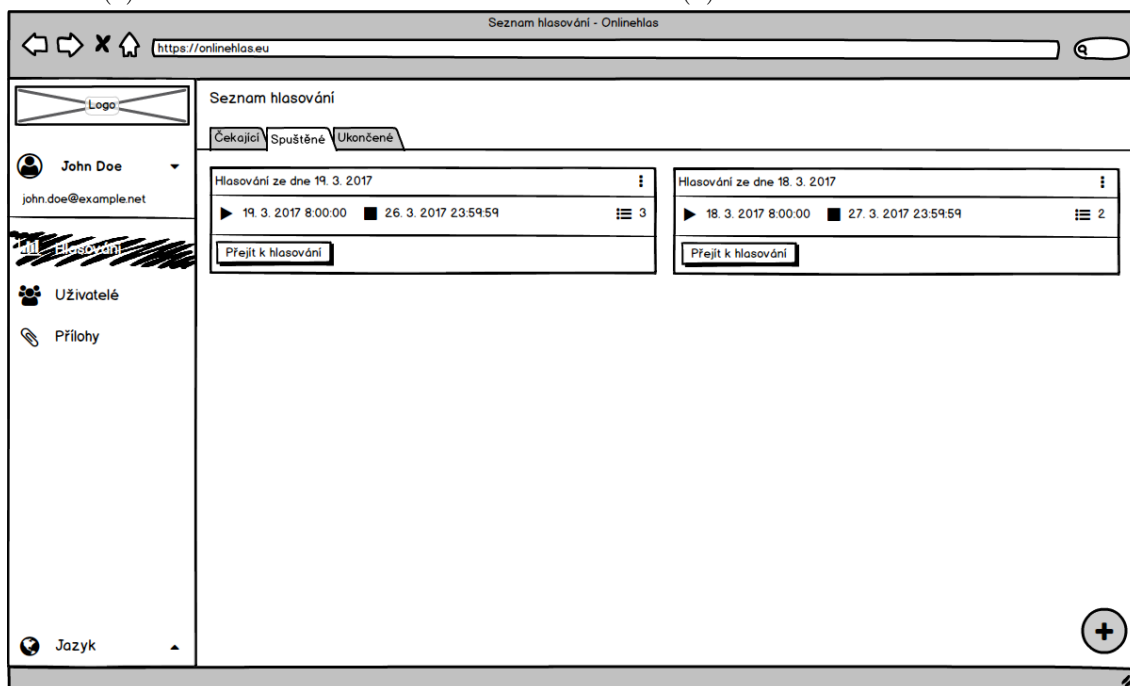 Seznam hlasování - Onlinehlas
https://onlinehlas.eu
Logo
John Doe
john.doe@example.net
Hlasování
Uživatelé
Přílohy
Jazyk
Seznam hlasování
Čekající Spuštěné Ukončené
Hlasování ze dne 19. 3. 2017
19. 3. 2017 8:00:00 26. 3. 2017 23:59:59 3
Přejít k hlasování
Hlasování ze dne 18. 3. 2017
18. 3. 2017 8:00:00 27. 3. 2017 23:59:59 2
Přejít k hlasování